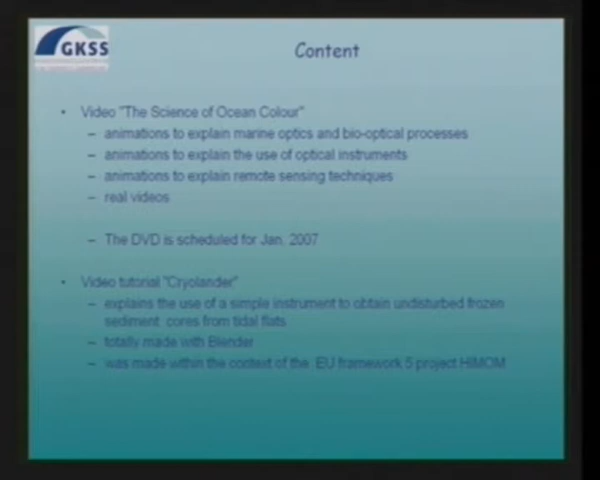 GKSS
Content
• Video "The Science of Ocean Colour"
– animations to explain marine optics and bio-optical processes
– animations to explain the use of optical instruments
– animations to explain remote sensing techniques
– real videos
– The DVD is scheduled for Jan. 2007
• Video tutorial "Cryolander"
– explains the use of a simple instrument to obtain undisturbed frozen
sediment cores from tidal flats
– totally made with Blender
– was made within the context of the EU framework 5 project HIMOM